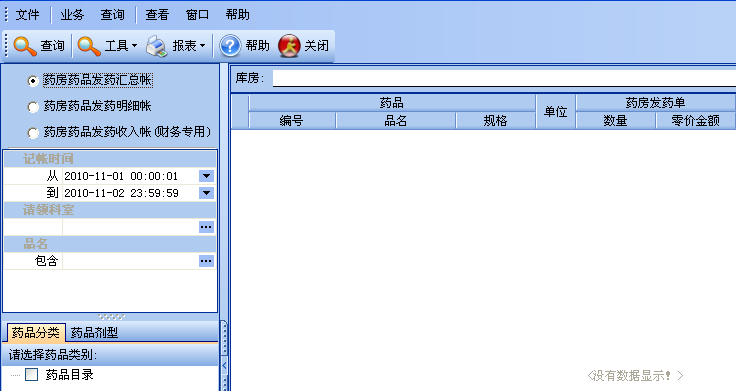 文件 业务 查询 查看 窗口 帮助
查询 工具 报表 帮助 关闭
药房药品发药汇总帐
药房药品发药明细帐
药房药品发药收入帐(财务专用)
记帐时间
从 2010-11-01 00:00:01
到 2010-11-02 23:59:59
请领科室
品名
包含
药品分类 药品剂型
请选择药品类别:
药品目录
库房:
药品 单位 药房发药单
编号 品名 规格 数量 零价金额
<没有数据显示! >